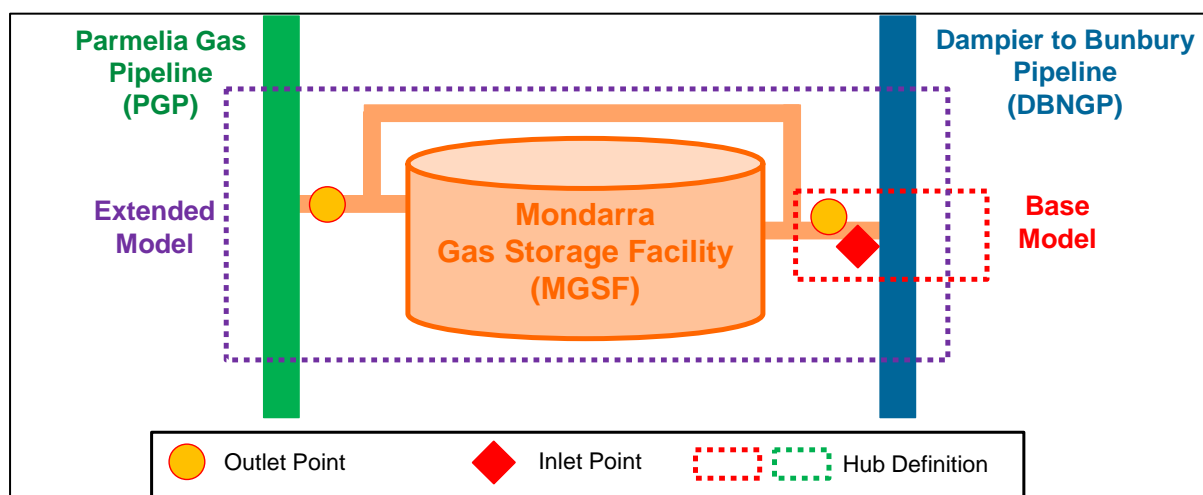 Parmelia Gas
Pipeline
(PGP)
Dampier to Bunbury
Pipeline
(DBNGP)
Extended
Model
Mondarra
Gas Storage Facility
(MGSF)
Base
Model
Outlet Point
Inlet Point
Hub Definition